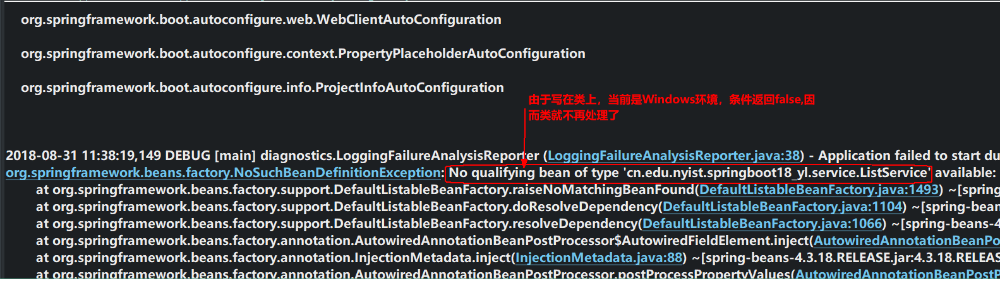 org.springframework.boot.autoconfigure.web.WebClientAutoConfiguration
org.springframework.boot.autoconfigure.context.PropertyPlaceholderAutoConfiguration
org.springframework.boot.autoconfigure.info.ProjectInfoAutoConfiguration
由于写在类上，当前是Windows环境，条件返回false,因
而类就不再处理了
2018-08-31 11:38:19,149 DEBUG [main] diagnostics.LoggingFailureAnalysisReporter (LoggingFailureAnalysisReporter.java:38) - Application failed to start du
org.springframework.beans.factory.NoSuchBeanDefinitionException: No qualifying bean of type 'cn.edu.nyist.springboot18_yl.service.ListService' available:
at org.springframework.beans.factory.support.DefaultListableBeanFactory.raiseNoMatchingBeanFound(DefaultListableBeanFactory.java:1493) ~[spring
at org.springframework.beans.factory.support.DefaultListableBeanFactory.doResolveDependency(DefaultListableBeanFactory.java:1104) ~[spring-bean
at org.springframework.beans.factory.support.DefaultListableBeanFactory.resolveDependency(DefaultListableBeanFactory.java:1066) ~[spring-beans-4
at org.springframework.beans.factory.annotation.AutowiredAnnotationBeanPostProcessor$AutowiredFieldElement.inject(AutowiredAnnotationBeanPo
at org.springframework.beans.factory.annotation.InjectionMetadata.inject(InjectionMetadata.java:88) ~[spring-beans-4.3.18.RELEASE.jar:4.3.18.RELEAS
at org.springframework.beans.factory.annotation.AutowiredAnnotationBeanPostProcessor.postProcessPropertyValues(AutowiredAnnotationBeanPostP